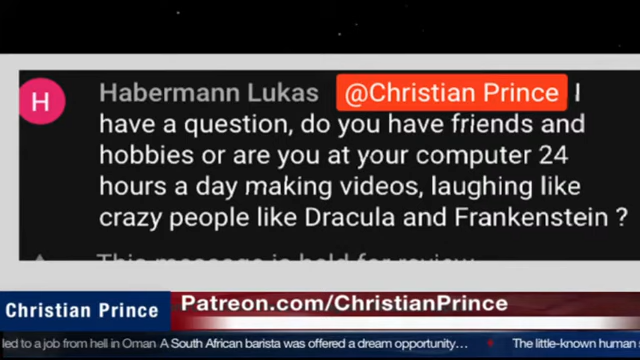 H
Habermann Lukas @Christian Prince I
have a question, do you have friends and
hobbies or are you at your computer 24
hours a day making videos, laughing like
crazy people like Dracula and Frankenstein ?
This message is held for review.
Christian Prince
Patreon.com/ChristianPrince
led to a job from hell in Oman A South African barista was offered a dream opportunity… The little-known human